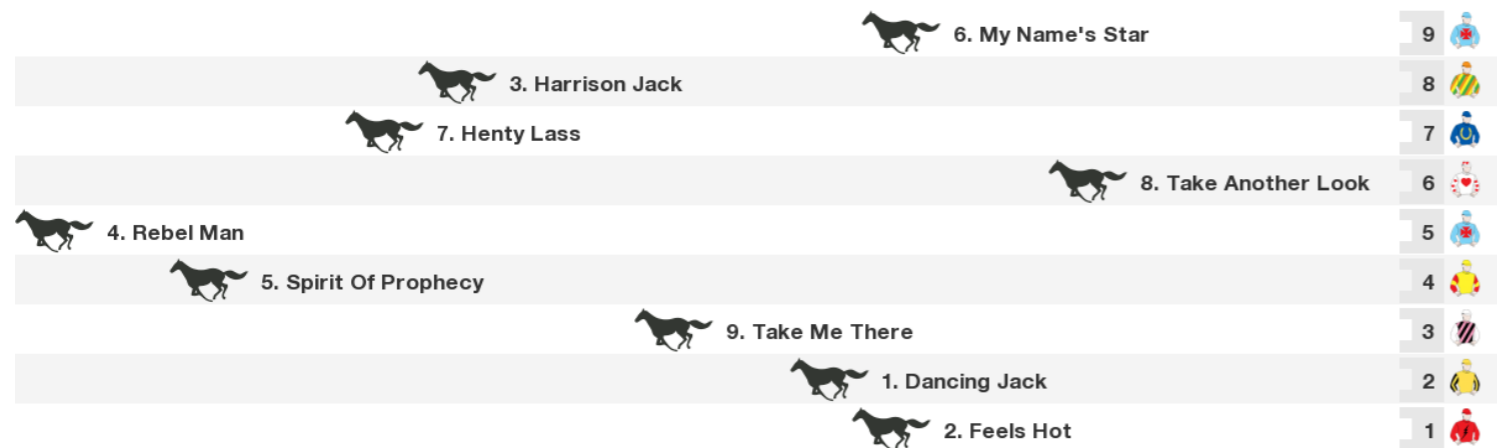 6. My Name's Star 9
3. Harrison Jack 8
7. Henty Lass 7
8. Take Another Look 6
4. Rebel Man 5
5. Spirit Of Prophecy 4
9. Take Me There 3
1. Dancing Jack 2
2. Feels Hot 1